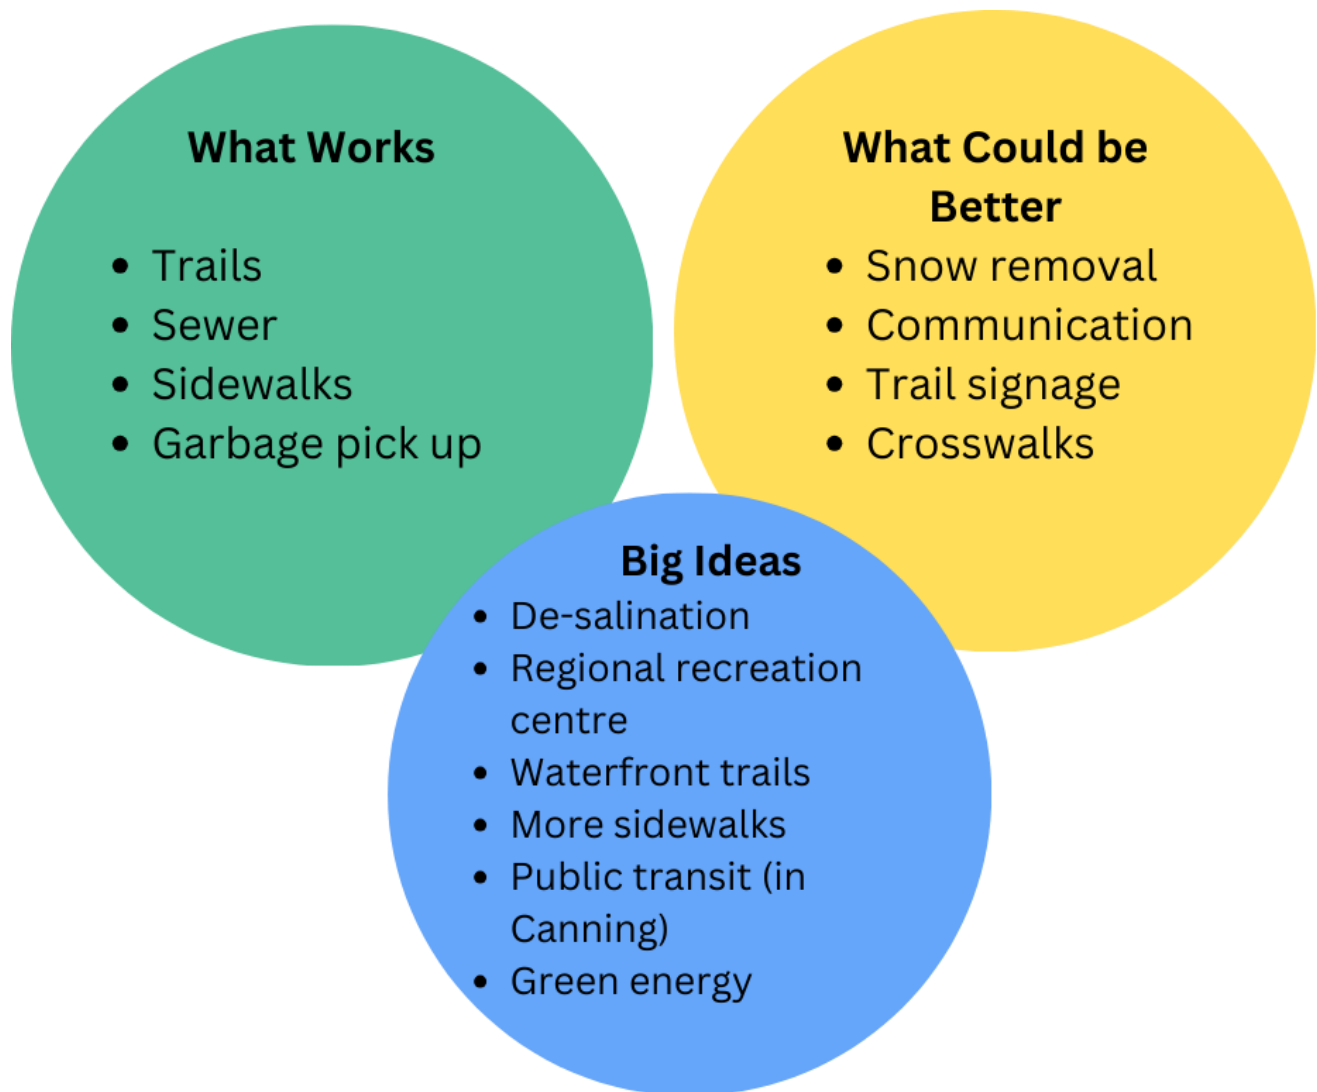 What Works
• Trails
• Sewer
• Sidewalks
• Garbage pick up
What Could be
Better
• Snow removal
• Communication
• Trail signage
• Crosswalks
Big Ideas
• De-salination
• Regional recreation
centre
• Waterfront trails
• More sidewalks
• Public transit (in
Canning)
• Green energy